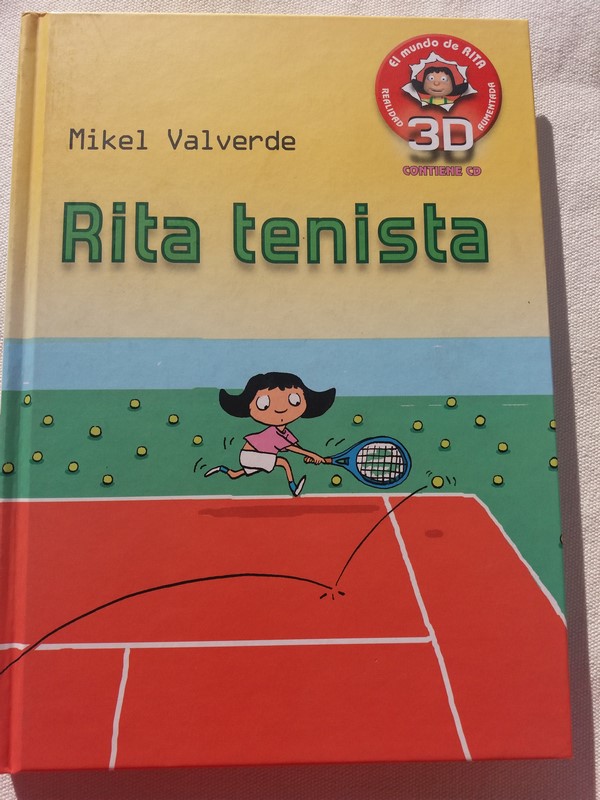 El mundo de RITA
REALIDAD
AUMENTADA
3D
CONTIENE CD
Mikel Valverde
Rita tenista